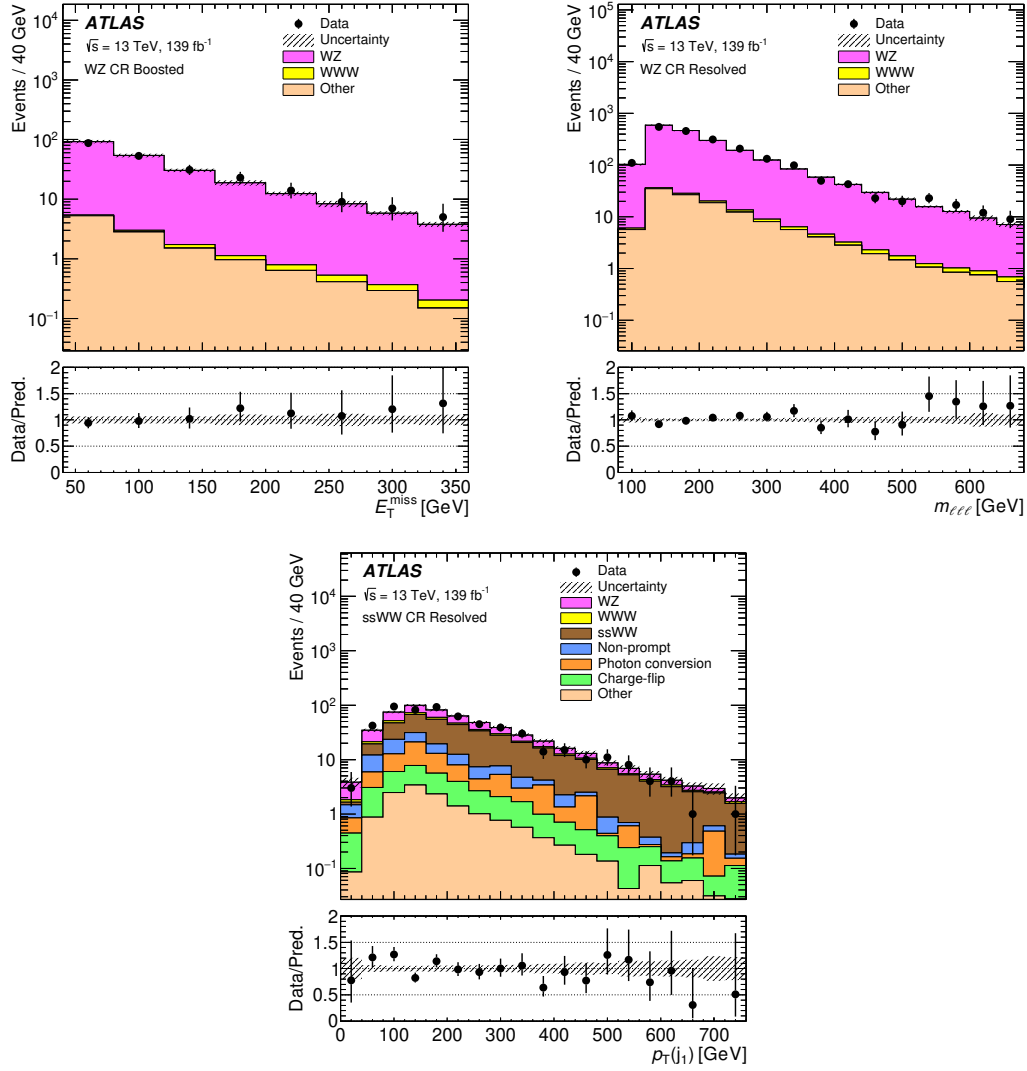 ATLAS
√s = 13 TeV, 139 fb⁻¹
WZ CR Boosted
Data
Uncertainty
WZ
WWW
Other
Events / 40 GeV
10⁴
10³
10²
10
1
10⁻¹
Data/Pred.
2
1.5
1
0.5
0
50 100 150 200 250 300 350
E_T^miss [GeV]
ATLAS
√s = 13 TeV, 139 fb⁻¹
WZ CR Resolved
Data
Uncertainty
WZ
WWW
Other
Events / 40 GeV
10⁵
10⁴
10³
10²
10
1
10⁻¹
Data/Pred.
2
1.5
1
0.5
0
100 200 300 400 500 600
m_ℓℓℓ [GeV]
ATLAS
√s = 13 TeV, 139 fb⁻¹
ssWW CR Resolved
Data
Uncertainty
WZ
WWW
ssWW
Non-prompt
Photon conversion
Charge-flip
Other
Events / 40 GeV
10⁴
10³
10²
10
1
10⁻¹
Data/Pred.
2
1.5
1
0.5
0
0 100 200 300 400 500 600 700
p_T(j₁) [GeV]